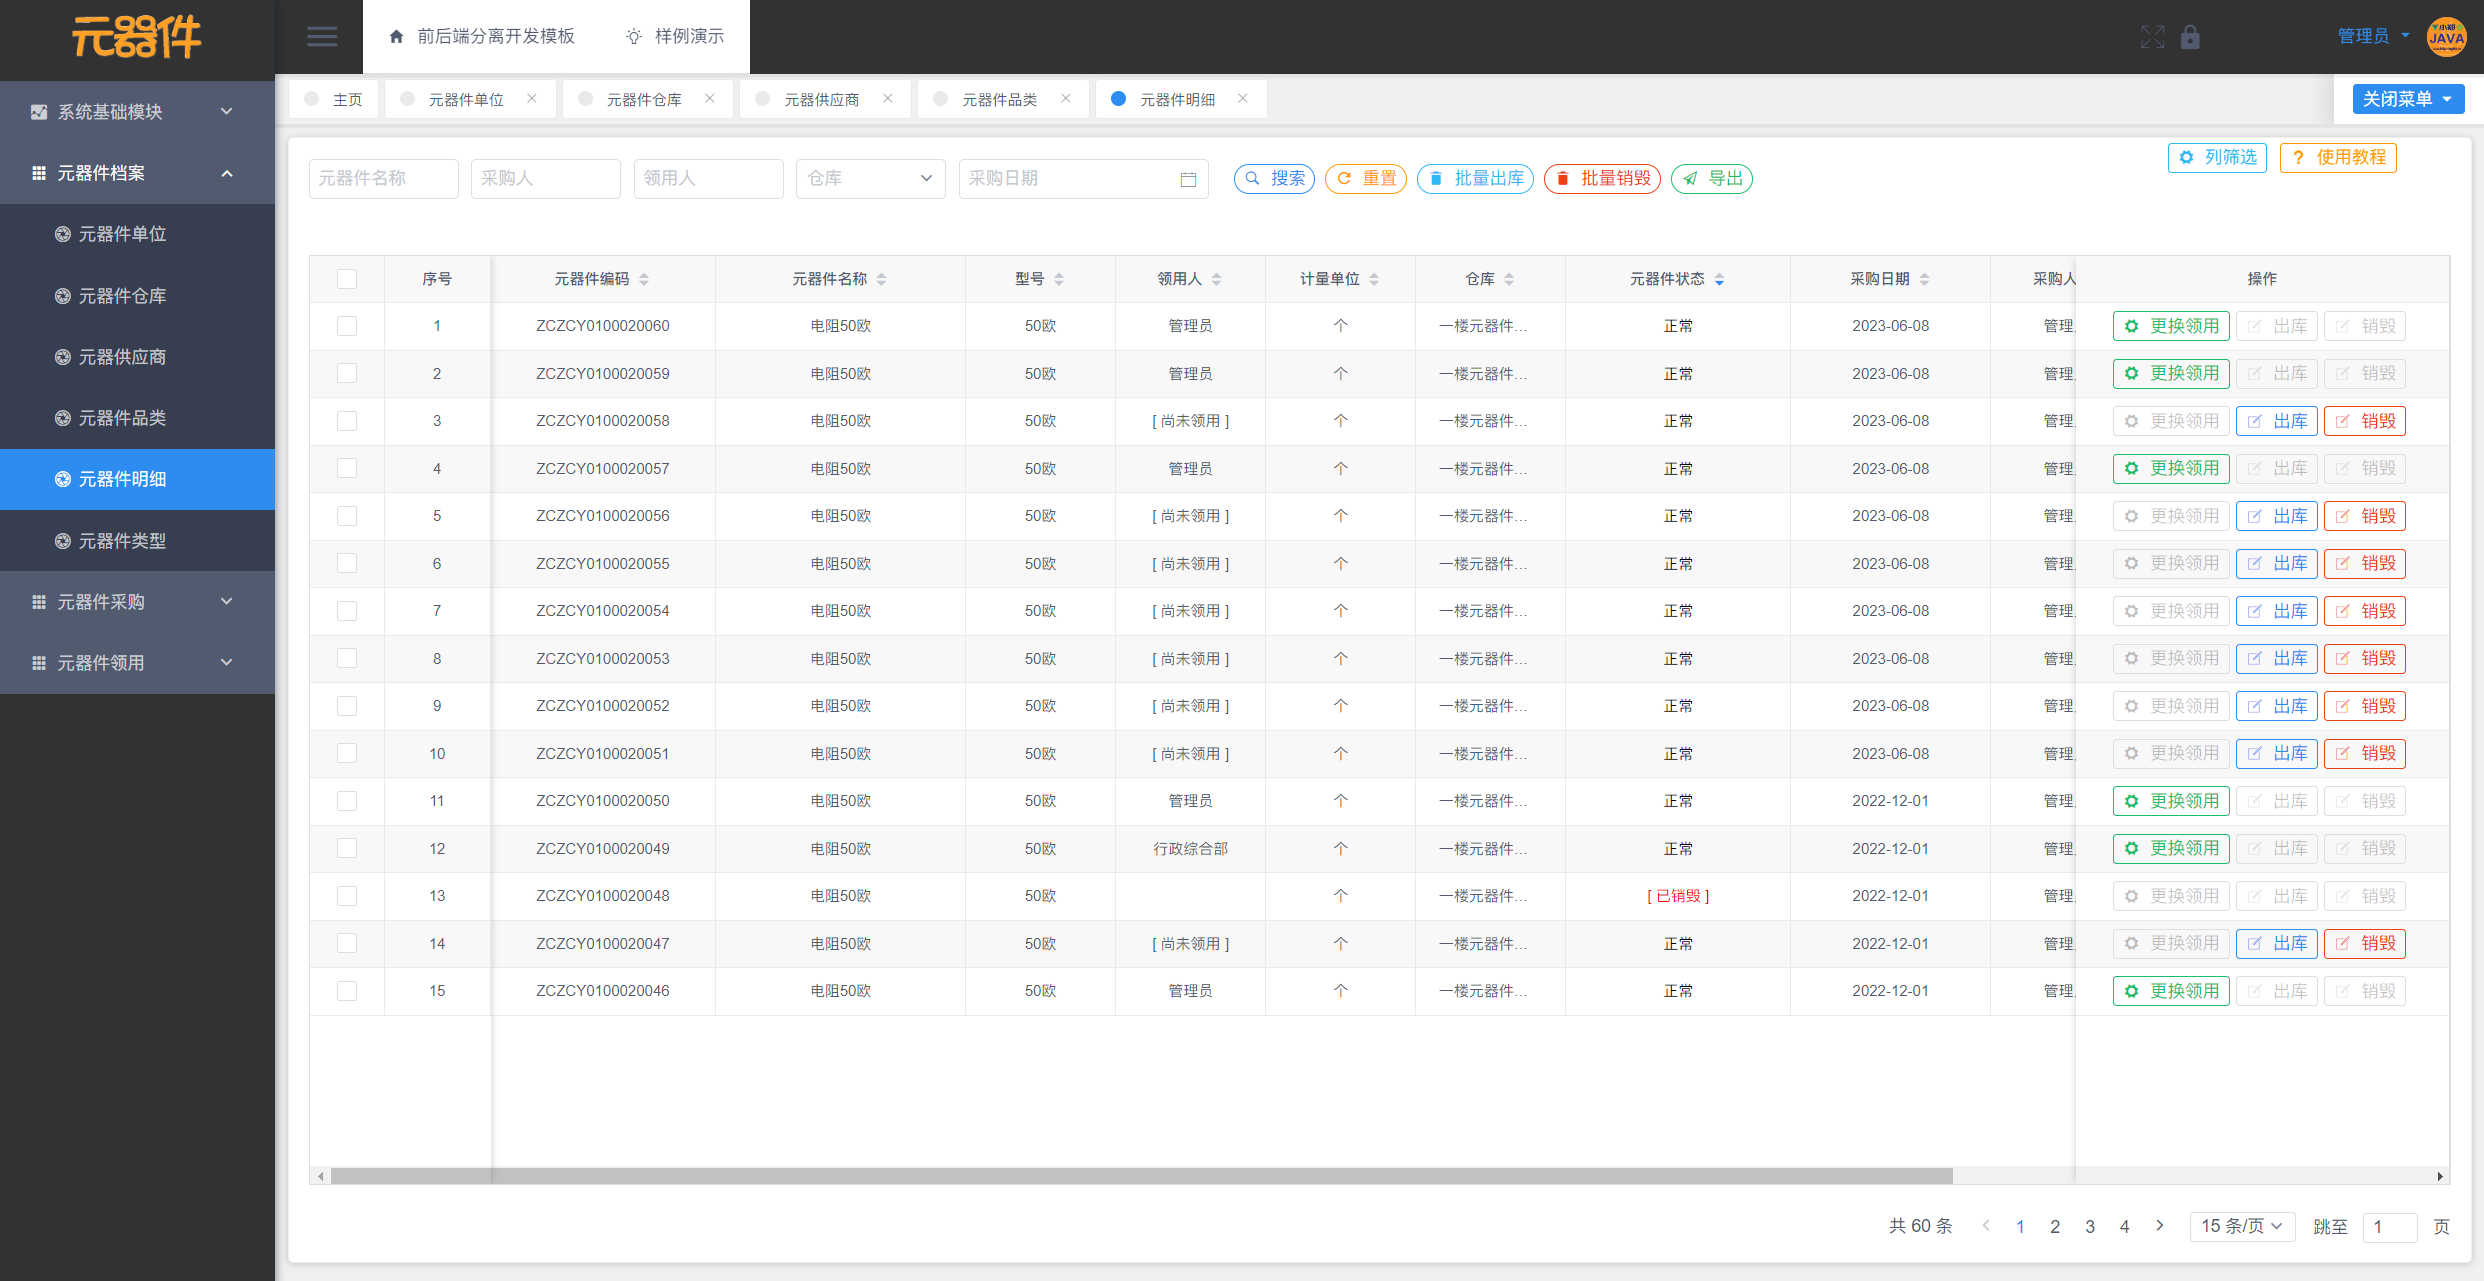 元器件
前后端分离开发模板 样例演示
管理员
小郑
JAVA
系统基础模块
元器件档案
元器件单位
元器件仓库
元器供应商
元器件品类
元器件明细
元器件类型
元器件采购
元器件领用
主页 元器件单位 元器件仓库 元器供应商 元器件品类 元器件明细 关闭菜单
列筛选 使用教程
元器件名称 采购人 领用人 仓库 采购日期 搜索 重置 批量出库 批量销毁 导出
序号 元器件编码 元器件名称 型号 领用人 计量单位 仓库 元器件状态 采购日期 采购人 操作
1 ZCZCY0100020060 电阻50欧 50欧 管理员 个 一楼元器件... 正常 2023-06-08 管理 更换领用 出库 销毁
2 ZCZCY0100020059 电阻50欧 50欧 管理员 个 一楼元器件... 正常 2023-06-08 管理 更换领用 出库 销毁
3 ZCZCY0100020058 电阻50欧 50欧 [ 尚未领用 ] 个 一楼元器件... 正常 2023-06-08 管理 更换领用 出库 销毁
4 ZCZCY0100020057 电阻50欧 50欧 管理员 个 一楼元器件... 正常 2023-06-08 管理 更换领用 出库 销毁
5 ZCZCY0100020056 电阻50欧 50欧 [ 尚未领用 ] 个 一楼元器件... 正常 2023-06-08 管理 更换领用 出库 销毁
6 ZCZCY0100020055 电阻50欧 50欧 [ 尚未领用 ] 个 一楼元器件... 正常 2023-06-08 管理 更换领用 出库 销毁
7 ZCZCY0100020054 电阻50欧 50欧 [ 尚未领用 ] 个 一楼元器件... 正常 2023-06-08 管理 更换领用 出库 销毁
8 ZCZCY0100020053 电阻50欧 50欧 [ 尚未领用 ] 个 一楼元器件... 正常 2023-06-08 管理 更换领用 出库 销毁
9 ZCZCY0100020052 电阻50欧 50欧 [ 尚未领用 ] 个 一楼元器件... 正常 2023-06-08 管理 更换领用 出库 销毁
10 ZCZCY0100020051 电阻50欧 50欧 [ 尚未领用 ] 个 一楼元器件... 正常 2023-06-08 管理 更换领用 出库 销毁
11 ZCZCY0100020050 电阻50欧 50欧 管理员 个 一楼元器件... 正常 2022-12-01 管理 更换领用 出库 销毁
12 ZCZCY0100020049 电阻50欧 50欧 行政综合部 个 一楼元器件... 正常 2022-12-01 管理 更换领用 出库 销毁
13 ZCZCY0100020048 电阻50欧 50欧 个 一楼元器件... [ 已销毁 ] 2022-12-01 管理 更换领用 出库 销毁
14 ZCZCY0100020047 电阻50欧 50欧 [ 尚未领用 ] 个 一楼元器件... 正常 2022-12-01 管理 更换领用 出库 销毁
15 ZCZCY0100020046 电阻50欧 50欧 管理员 个 一楼元器件... 正常 2022-12-01 管理 更换领用 出库 销毁
共 60 条 1 2 3 4 15 条/页 跳至 1 页